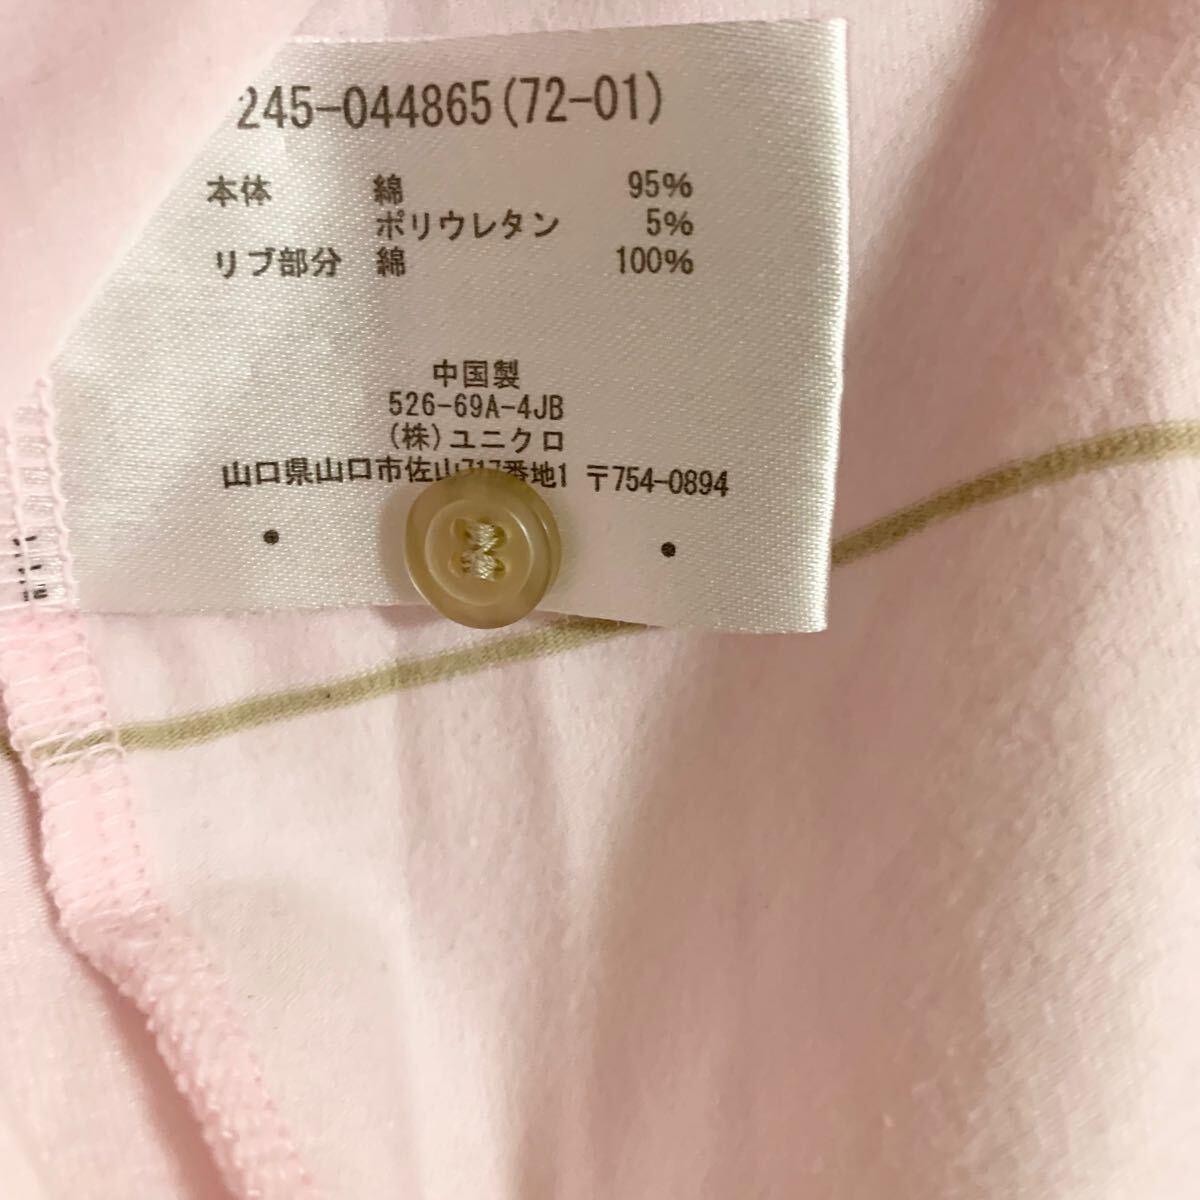 245-044865(72-01)
本体 綿 95%
ポリウレタン 5%
リブ部分 綿 100%
中国製
526-69A-4JB
(株)ユニクロ
山口県山口市佐山717番地1 〒754-0894